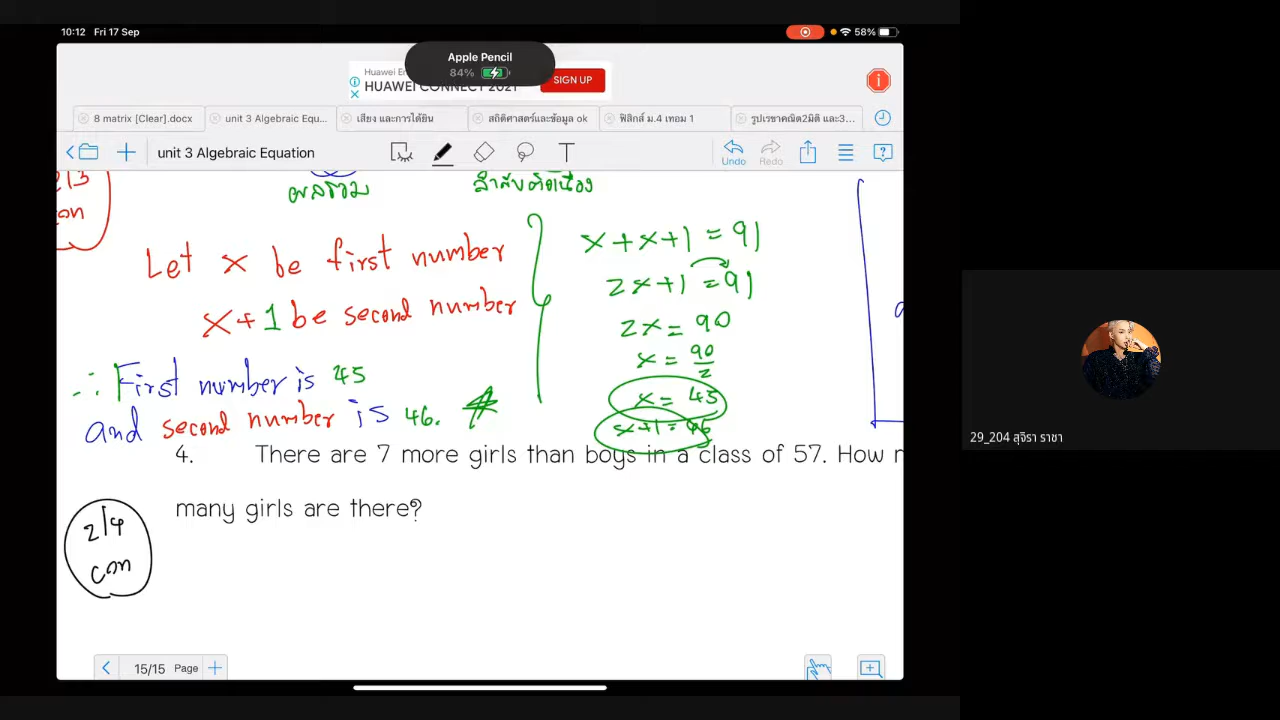 10:12 Fri 17 Sep
58%
Apple Pencil
84%
Huawei En
HUAWEI CONNECT 2021
SIGN UP
8 matrix [Clear].docx
unit 3 Algebraic Equa...
เสียง และการได้ยิน
สถิติศาสตร์และข้อมูล ok
ฟิสิกส์ ม.4 เทอม 1
รูปเรขาคณิต2มิติ และ3...
unit 3 Algebraic Equation
Undo
Redo
con
ผลรวม
ลำดับต่อเนื่อง
Let x be first number
x+1 be second number
∴ First number is 45
and second number is 46.
x+x+1 = 91
2x+1 = 91
2x = 90
x = 90/2
x = 45
x+1 = 46
4. There are 7 more girls than boys in a class of 57. How
many girls are there?
2/4
con
15/15 Page
29_204 สุจิรา ราชา